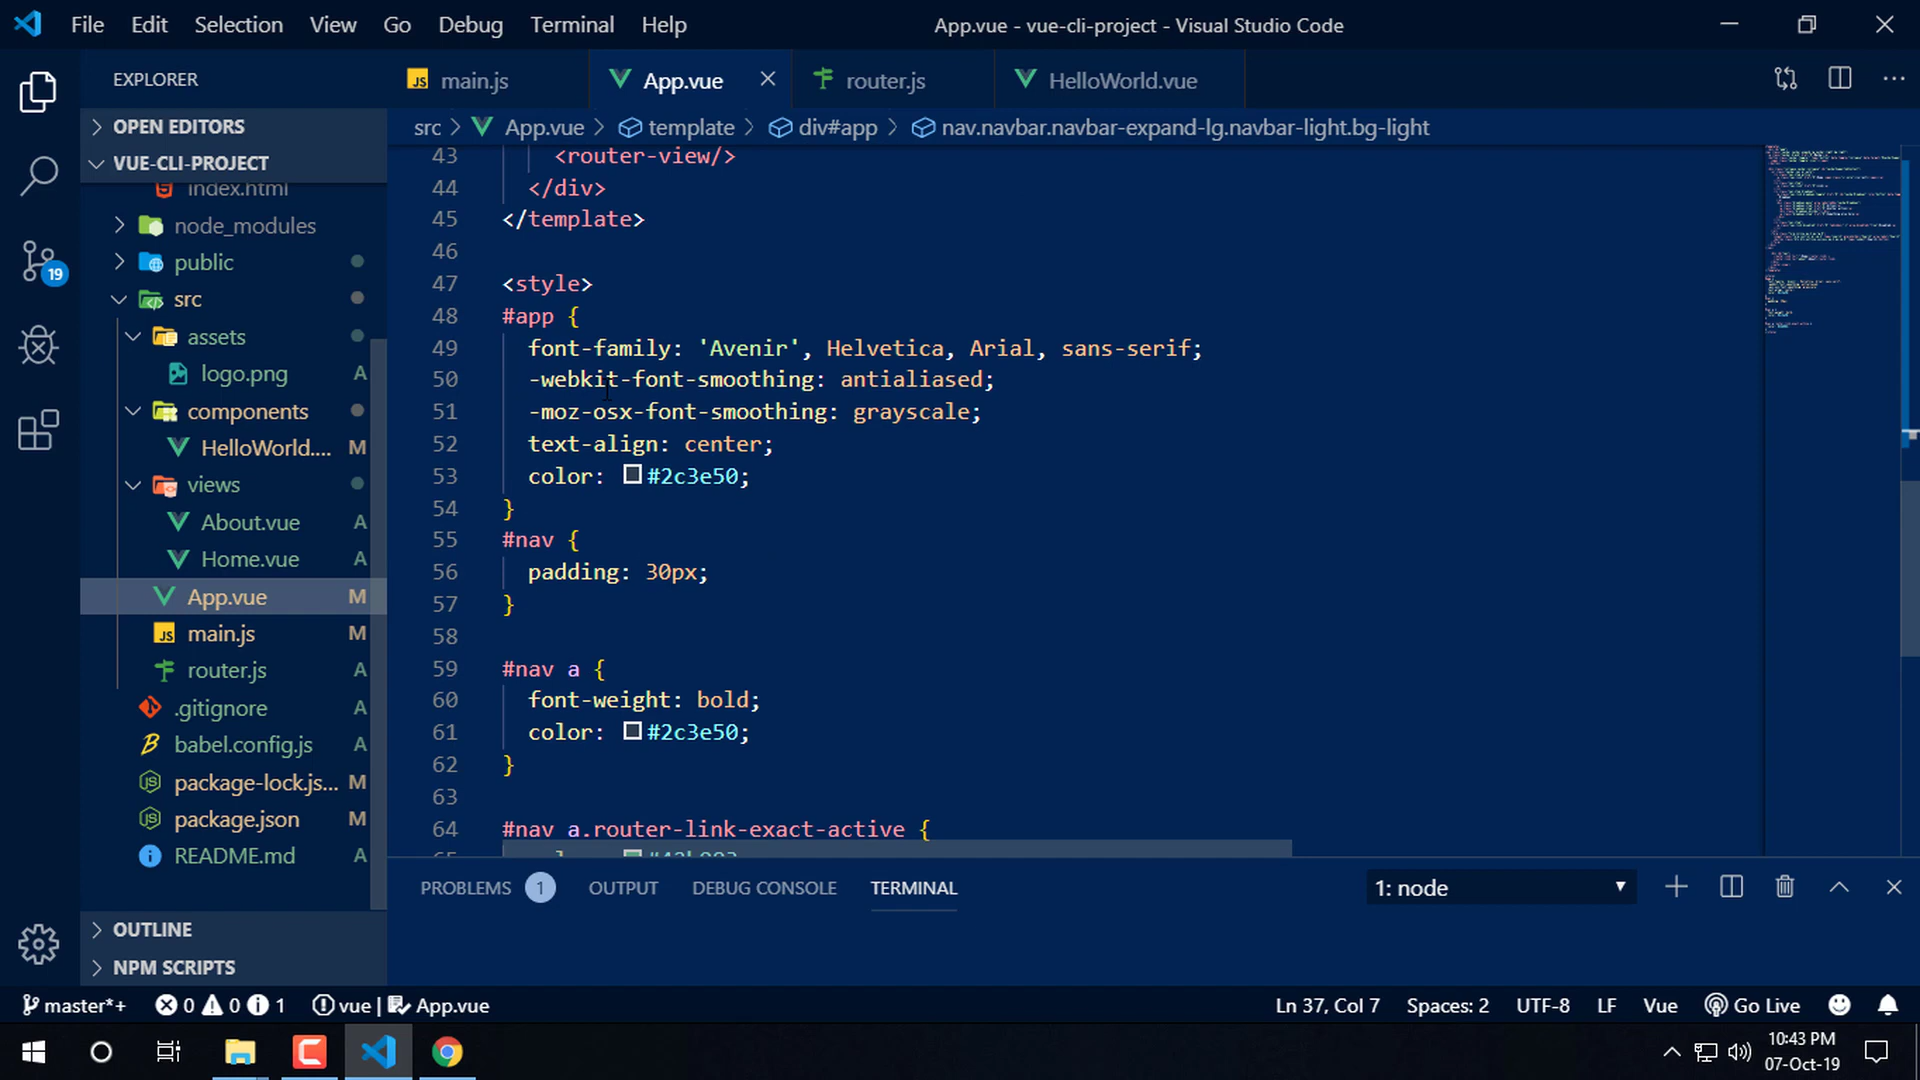 File Edit Selection View Go Debug Terminal Help
App.vue - vue-cli-project - Visual Studio Code
EXPLORER
main.js
App.vue
router.js
HelloWorld.vue
OPEN EDITORS
VUE-CLI-PROJECT
src > App.vue > template > div#app > nav.navbar.navbar-expand-lg.navbar-light.bg-light
index.html
node_modules
public
src
assets
logo.png A
components
HelloWorld.... M
views
About.vue A
Home.vue A
App.vue M
main.js M
router.js A
.gitignore A
babel.config.js A
package-lock.js... M
package.json M
README.md A
OUTLINE
NPM SCRIPTS
19
43 <router-view/>
44 </div>
45 </template>
46
47 <style>
48 #app {
49 font-family: 'Avenir', Helvetica, Arial, sans-serif;
50 -webkit-font-smoothing: antialiased;
51 -moz-osx-font-smoothing: grayscale;
52 text-align: center;
53 color: #2c3e50;
54 }
55 #nav {
56 padding: 30px;
57 }
58
59 #nav a {
60 font-weight: bold;
61 color: #2c3e50;
62 }
63
64 #nav a.router-link-exact-active {
PROBLEMS 1 OUTPUT DEBUG CONSOLE TERMINAL
1: node
master*+ 0 0 1 vue | App.vue
Ln 37, Col 7 Spaces: 2 UTF-8 LF Vue Go Live
10:43 PM
07-Oct-19